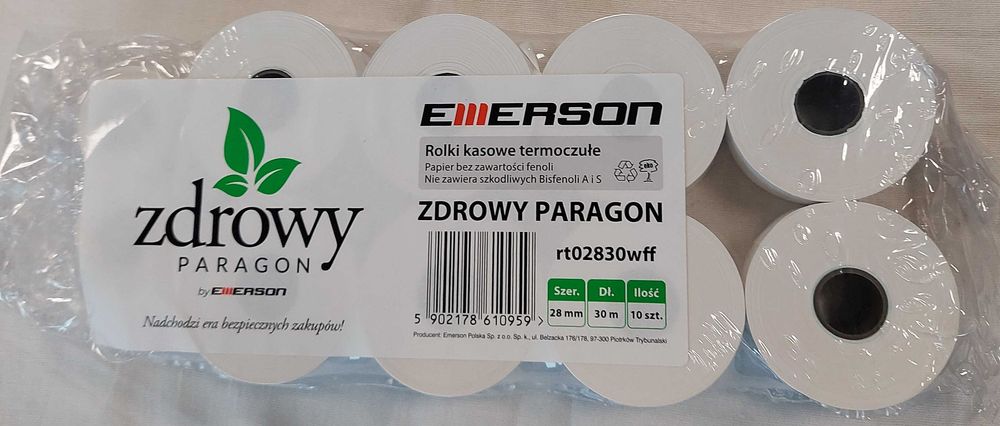 zdrowy
PARAGON
by EMERSON
Nadchodzi era bezpiecznych zakupów!
EMERSON
Rolki kasowe termoczułe
Papier bez zawartości fenoli
Nie zawiera szkodliwych Bisfenoli A i S
eko
ZDROWY PARAGON
rt02830wff
Szer. Dł. Ilość
28 mm 30 m 10 szt.
5 902178 610959 >
Producent: Emerson Polska Sp. z o.o. Sp. k., ul. Belzacka 176/178, 97-300 Piotrków Trybunalski